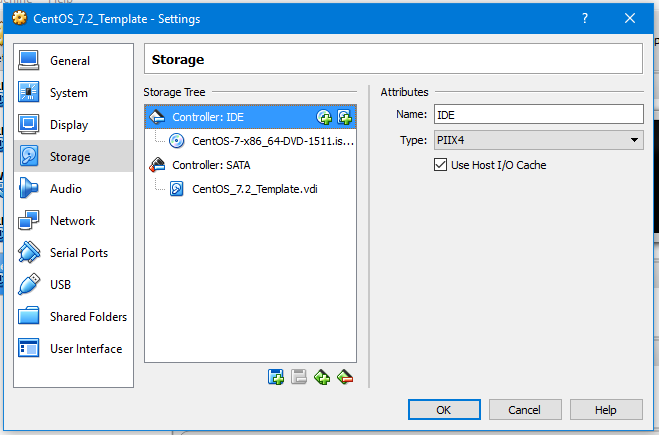 CentOS_7.2_Template - Settings
?
General
System
Display
Storage
Audio
Network
Serial Ports
USB
Shared Folders
User Interface
Storage
Storage Tree
Controller: IDE
CentOS-7-x86_64-DVD-1511.is...
Controller: SATA
CentOS_7.2_Template.vdi
Attributes
Name: IDE
Type: PIIX4
Use Host I/O Cache
OK Cancel Help